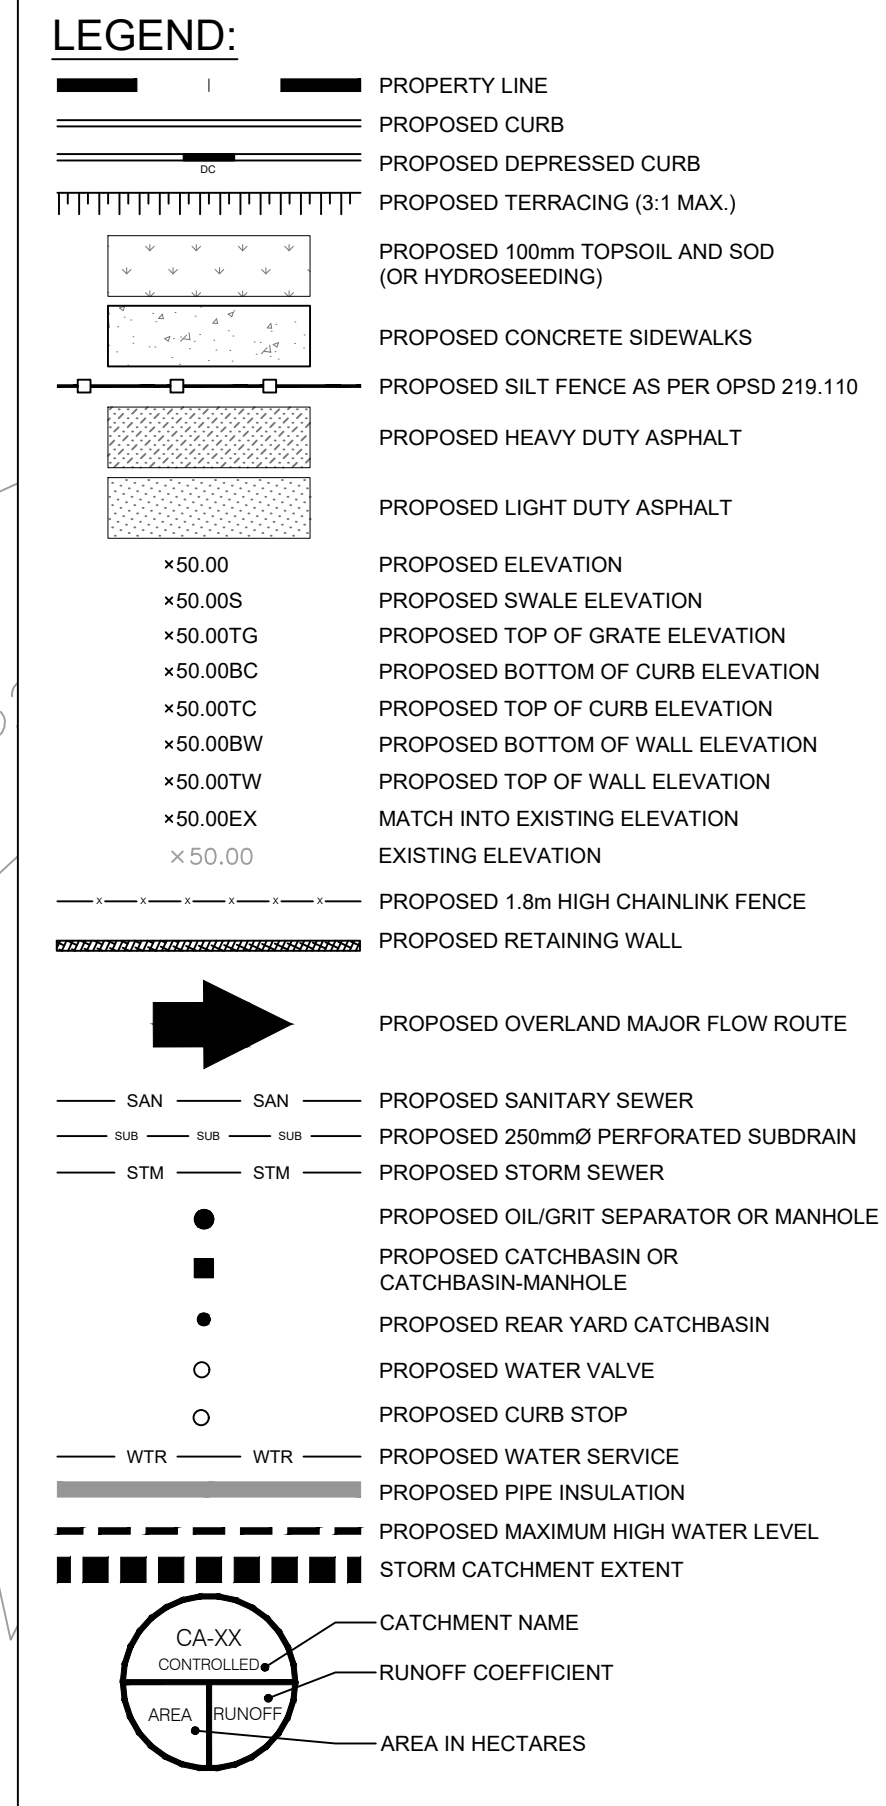 LEGEND:
PROPERTY LINE
PROPOSED CURB
DC PROPOSED DEPRESSED CURB
PROPOSED TERRACING (3:1 MAX.)
PROPOSED 100mm TOPSOIL AND SOD
(OR HYDROSEEDING)
PROPOSED CONCRETE SIDEWALKS
PROPOSED SILT FENCE AS PER OPSD 219.110
PROPOSED HEAVY DUTY ASPHALT
PROPOSED LIGHT DUTY ASPHALT
×50.00 PROPOSED ELEVATION
×50.00S PROPOSED SWALE ELEVATION
×50.00TG PROPOSED TOP OF GRATE ELEVATION
×50.00BC PROPOSED BOTTOM OF CURB ELEVATION
×50.00TC PROPOSED TOP OF CURB ELEVATION
×50.00BW PROPOSED BOTTOM OF WALL ELEVATION
×50.00TW PROPOSED TOP OF WALL ELEVATION
×50.00EX MATCH INTO EXISTING ELEVATION
×50.00 EXISTING ELEVATION
x x x x x x PROPOSED 1.8m HIGH CHAINLINK FENCE
PROPOSED RETAINING WALL
PROPOSED OVERLAND MAJOR FLOW ROUTE
SAN SAN PROPOSED SANITARY SEWER
SUB SUB SUB PROPOSED 250mmØ PERFORATED SUBDRAIN
STM STM PROPOSED STORM SEWER
PROPOSED OIL/GRIT SEPARATOR OR MANHOLE
PROPOSED CATCHBASIN OR
CATCHBASIN-MANHOLE
PROPOSED REAR YARD CATCHBASIN
PROPOSED WATER VALVE
PROPOSED CURB STOP
WTR WTR PROPOSED WATER SERVICE
PROPOSED PIPE INSULATION
PROPOSED MAXIMUM HIGH WATER LEVEL
STORM CATCHMENT EXTENT
CA-XX CATCHMENT NAME
CONTROLLED
RUNOFF COEFFICIENT
AREA RUNOFF
AREA IN HECTARES